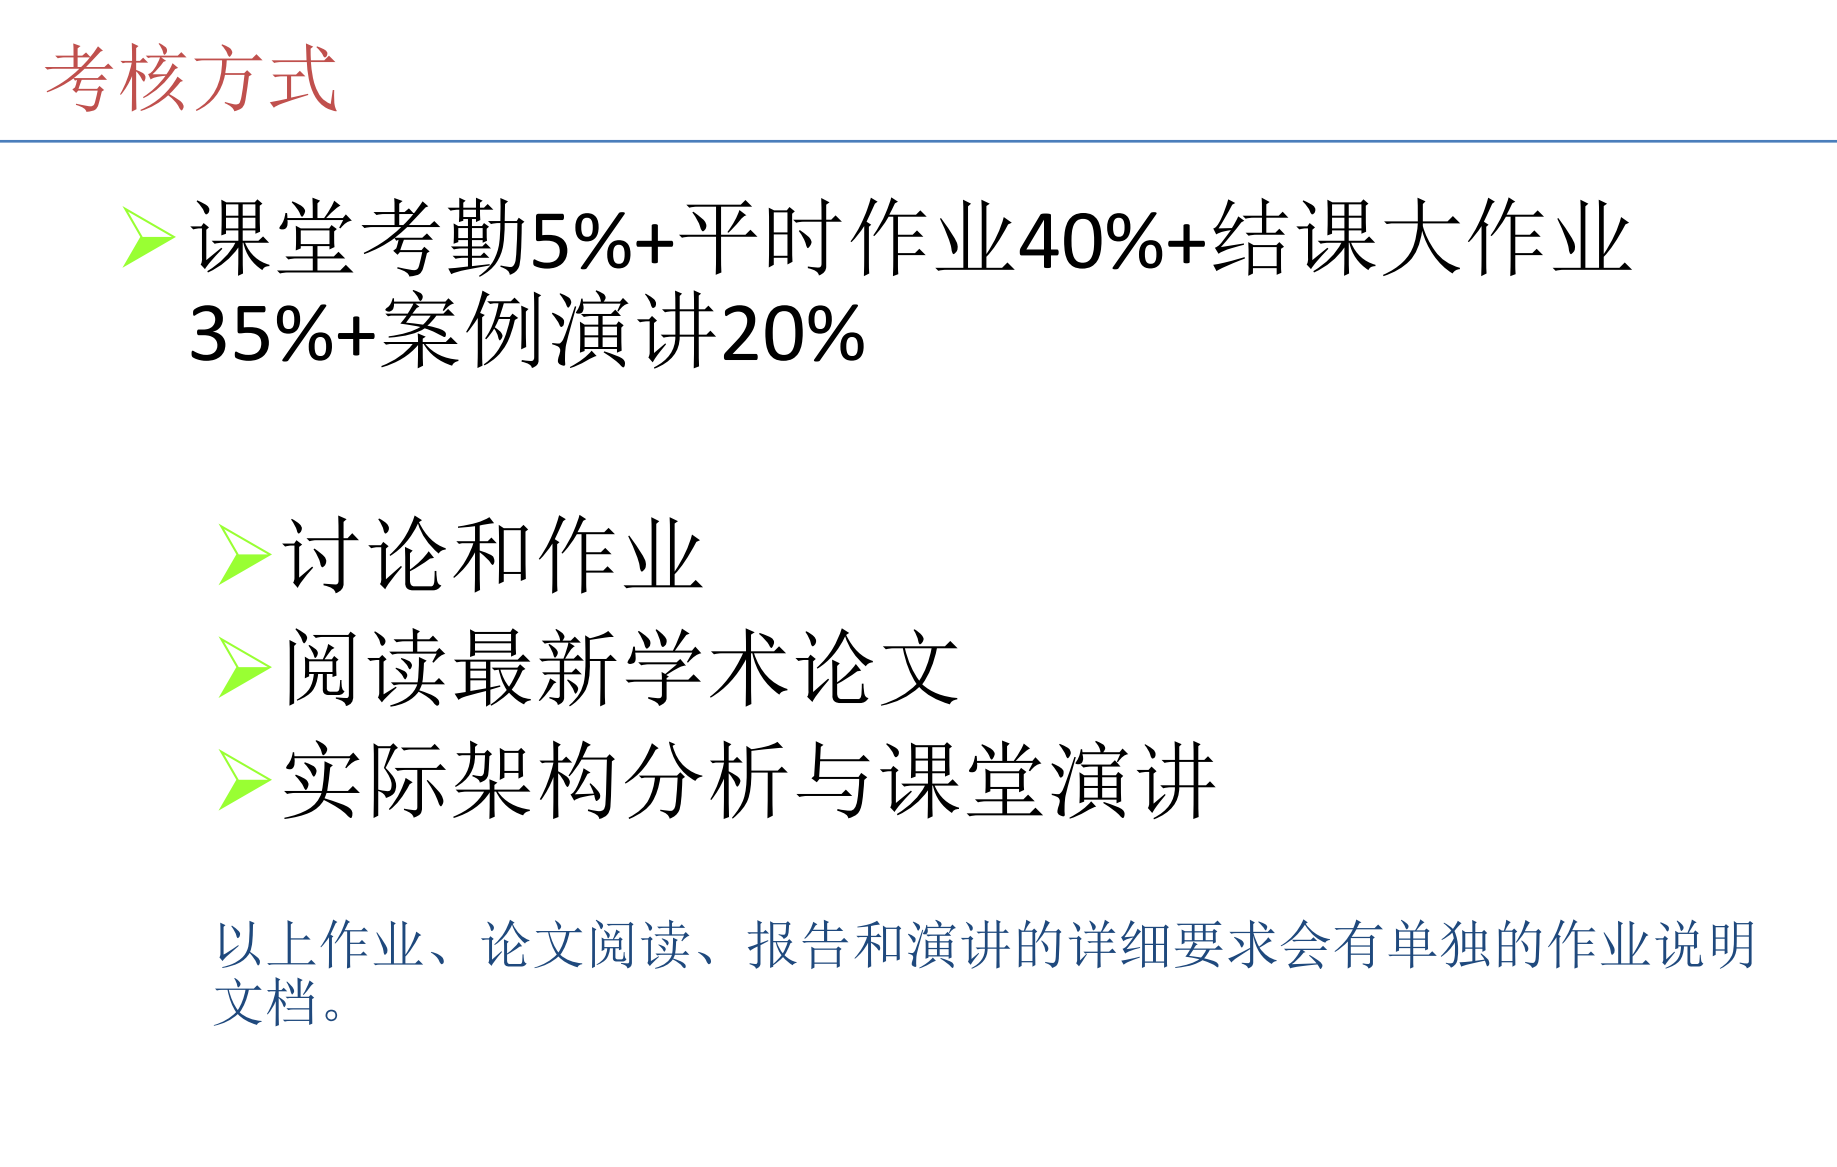 考核方式
课堂考勤5%+平时作业40%+结课大作业
35%+案例演讲20%
讨论和作业
阅读最新学术论文
实际架构分析与课堂演讲
以上作业、论文阅读、报告和演讲的详细要求会有单独的作业说明
文档。